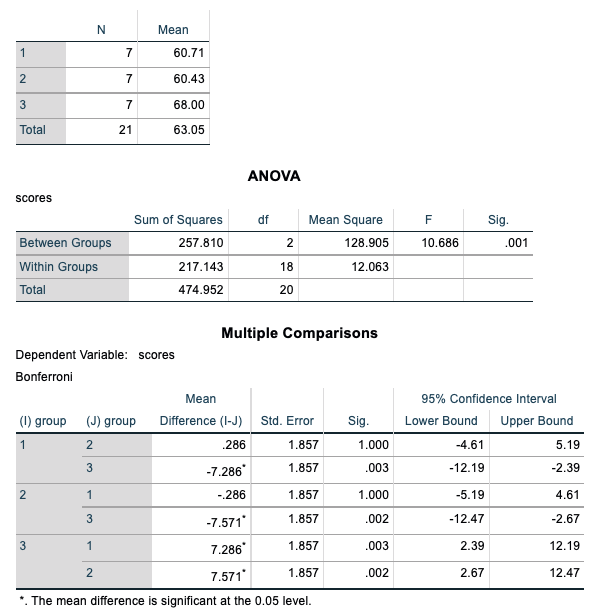 N Mean
1 7 60.71
2 7 60.43
3 7 68.00
Total 21 63.05
ANOVA
scores
Sum of Squares df Mean Square F Sig.
Between Groups 257.810 2 128.905 10.686 .001
Within Groups 217.143 18 12.063
Total 474.952 20
Multiple Comparisons
Dependent Variable: scores
Bonferroni
Mean 95% Confidence Interval
(I) group (J) group Difference (I-J) Std. Error Sig. Lower Bound Upper Bound
1 2 .286 1.857 1.000 -4.61 5.19
3 -7.286* 1.857 .003 -12.19 -2.39
2 1 -.286 1.857 1.000 -5.19 4.61
3 -7.571* 1.857 .002 -12.47 -2.67
3 1 7.286* 1.857 .003 2.39 12.19
2 7.571* 1.857 .002 2.67 12.47
*. The mean difference is significant at the 0.05 level.